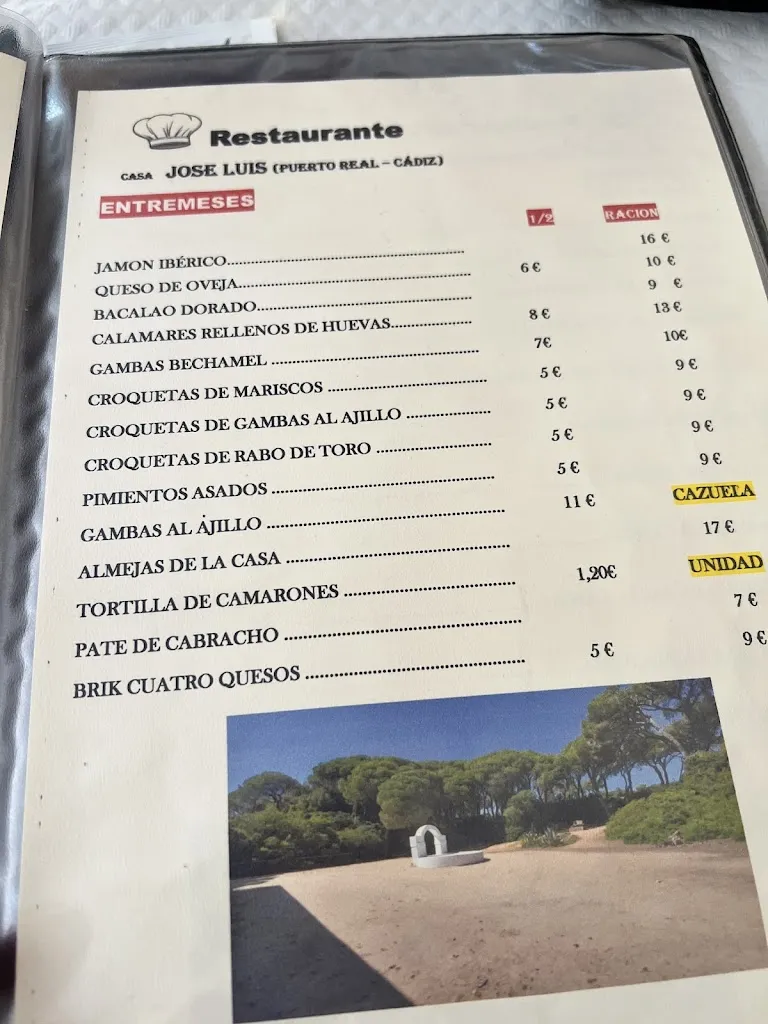 Restaurante
CASA JOSE LUIS (PUERTO REAL – CÁDIZ)
ENTREMESES 1/2 RACION
JAMON IBÉRICO 16 €
QUESO DE OVEJA 6 € 10 €
BACALAO DORADO 9 €
CALAMARES RELLENOS DE HUEVAS 8 € 13 €
GAMBAS BECHAMEL 7€ 10€
CROQUETAS DE MARISCOS 5 € 9 €
CROQUETAS DE GAMBAS AL AJILLO 5 € 9 €
CROQUETAS DE RABO DE TORO 5 € 9 €
PIMIENTOS ASADOS 5 € 9 €
GAMBAS AL AJILLO 11 € CAZUELA
ALMEJAS DE LA CASA 17 €
TORTILLA DE CAMARONES 1,20€ UNIDAD
PATE DE CABRACHO 7 €
BRIK CUATRO QUESOS 5 € 9 €